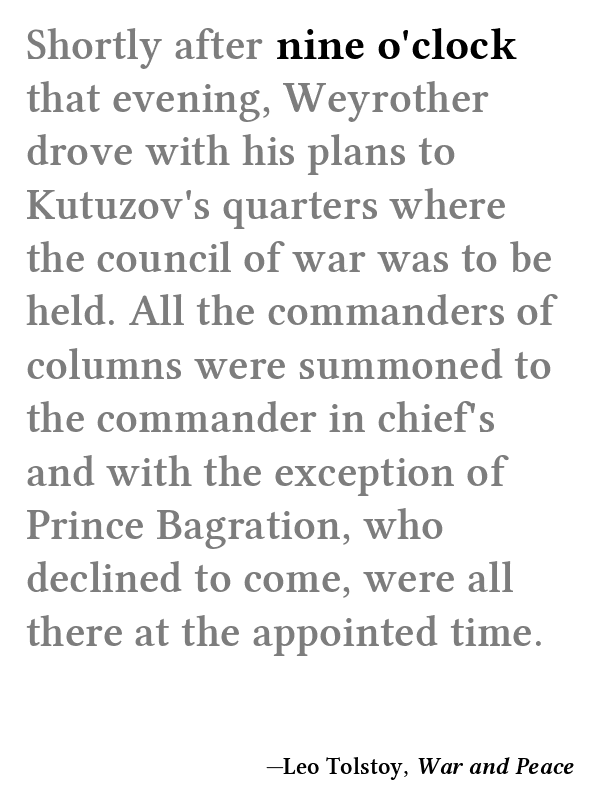 Shortly after nine o'clock
that evening, Weyrother
drove with his plans to
Kutuzov's quarters where
the council of war was to be
held. All the commanders of
columns were summoned to
the commander in chief's
and with the exception of
Prince Bagration, who
declined to come, were all
there at the appointed time.
—Leo Tolstoy, War and Peace